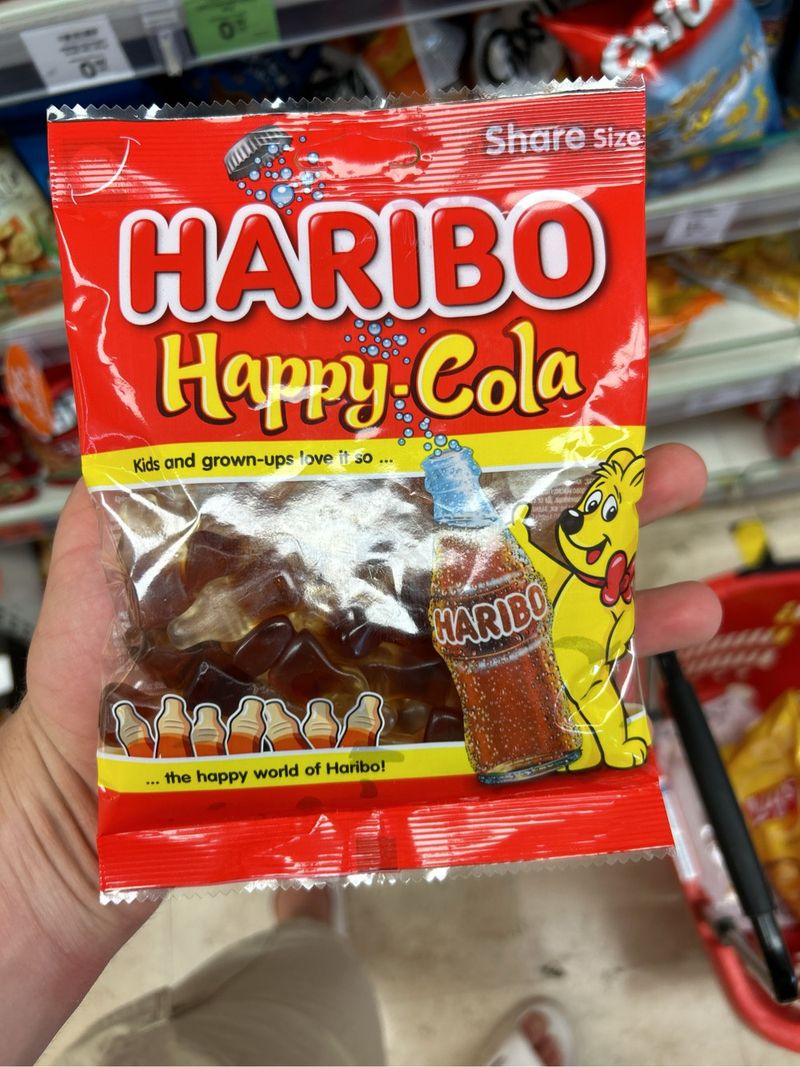 Share Size
HARIBO
Happy-Cola
Kids and grown-ups love it so ...
HARIBO
... the happy world of Haribo!